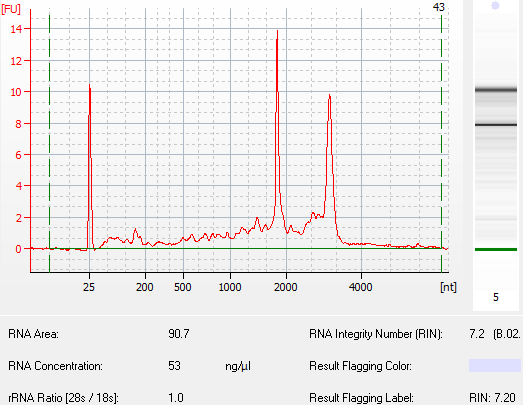 [FU]
43
14
12
10
8
6
4
2
0
25 200 500 1000 2000 4000 [nt]
5
RNA Area: 90.7 RNA Integrity Number (RIN): 7.2 (B.02.
RNA Concentration: 53 ng/µl Result Flagging Color:
rRNA Ratio [28s / 18s]: 1.0 Result Flagging Label: RIN: 7.20